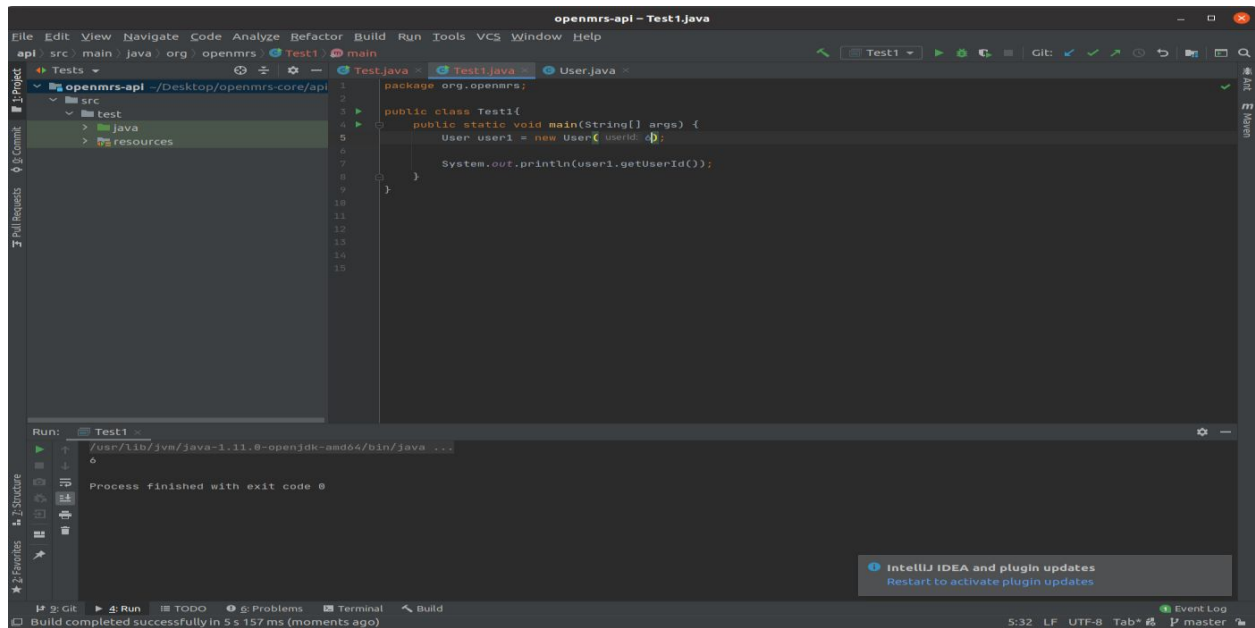 openmrs-api – Test1.java
File Edit View Navigate Code Analyze Refactor Build Run Tools VCS Window Help
api src main java org openmrs Test1 main Test1 Git:
Tests Test.java Test1.java User.java
openmrs-api ~/Desktop/openmrs-core/api
src
test
java
resources
1 package org.openmrs;
2
3 public class Test1{
4 public static void main(String[] args) {
5 User user1 = new User( userId: 6);
6
7 System.out.println(user1.getUserId());
8 }
9 }
10
11
12
13
14
15
1: Project
Commit
Pull Requests
Z: Structure
2: Favorites
Ant
Maven
Run: Test1
/usr/lib/jvm/java-1.11.0-openjdk-amd64/bin/java ...
6
Process finished with exit code 0
IntelliJ IDEA and plugin updates
Restart to activate plugin updates
9: Git 4: Run TODO 6: Problems Terminal Build 1 Event Log
Build completed successfully in 5 s 157 ms (moments ago) 5:32 LF UTF-8 Tab* master